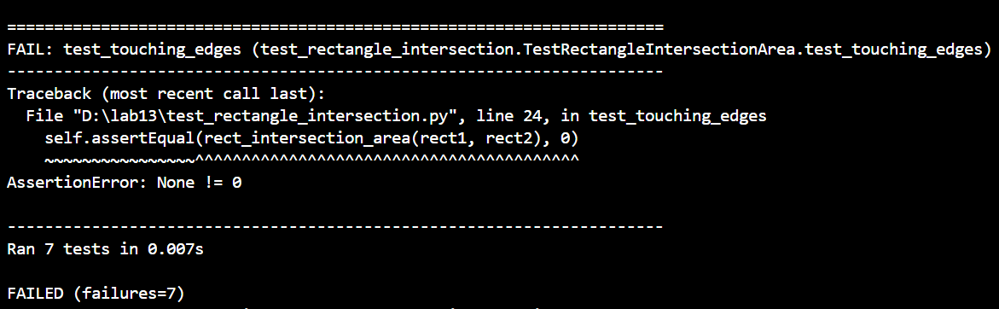 ======================================================================
FAIL: test_touching_edges (test_rectangle_intersection.TestRectangleIntersectionArea.test_touching_edges)
----------------------------------------------------------------------
Traceback (most recent call last):
  File "D:\lab13\test_rectangle_intersection.py", line 24, in test_touching_edges
    self.assertEqual(rect_intersection_area(rect1, rect2), 0)
    ~~~~~~~~~~~~~~~~^^^^^^^^^^^^^^^^^^^^^^^^^^^^^^^^^^^^^^^^^
AssertionError: None != 0

----------------------------------------------------------------------
Ran 7 tests in 0.007s

FAILED (failures=7)